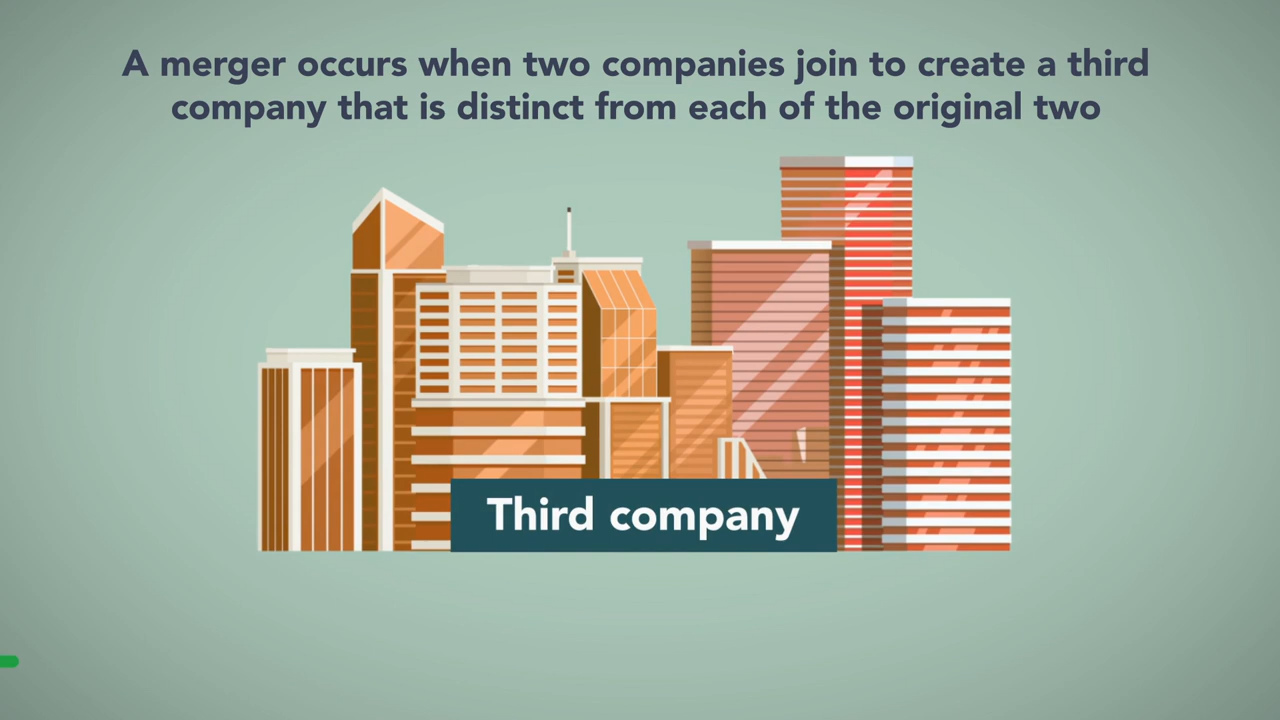 A merger occurs when two companies join to create a third
company that is distinct from each of the original two
Third company